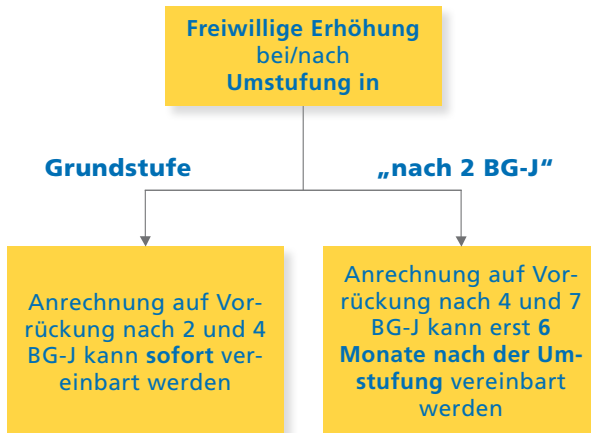 Freiwillige Erhöhung
bei/nach
Umstufung in
Grundstufe
„nach 2 BG-J“
Anrechnung auf Vor-
rückung nach 2 und 4
BG-J kann sofort ver-
einbart werden
Anrechnung auf Vor-
rückung nach 4 und 7
BG-J kann erst 6
Monate nach der Um-
stufung vereinbart
werden